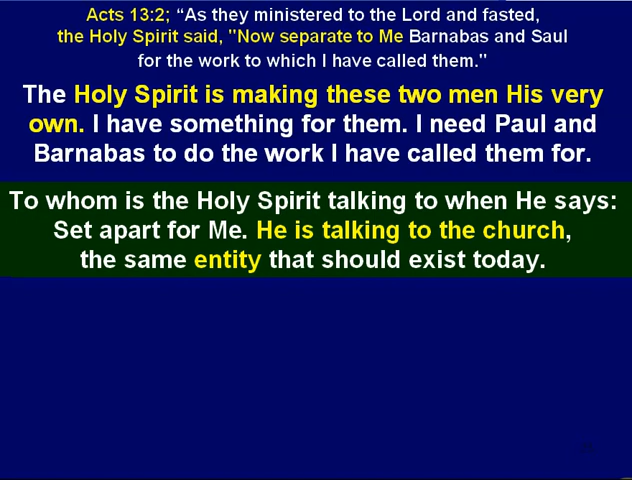 Acts 13:2; “As they ministered to the Lord and fasted,
the Holy Spirit said, "Now separate to Me Barnabas and Saul
for the work to which I have called them."
The Holy Spirit is making these two men His very
own. I have something for them. I need Paul and
Barnabas to do the work I have called them for.
To whom is the Holy Spirit talking to when He says:
Set apart for Me. He is talking to the church,
the same entity that should exist today.